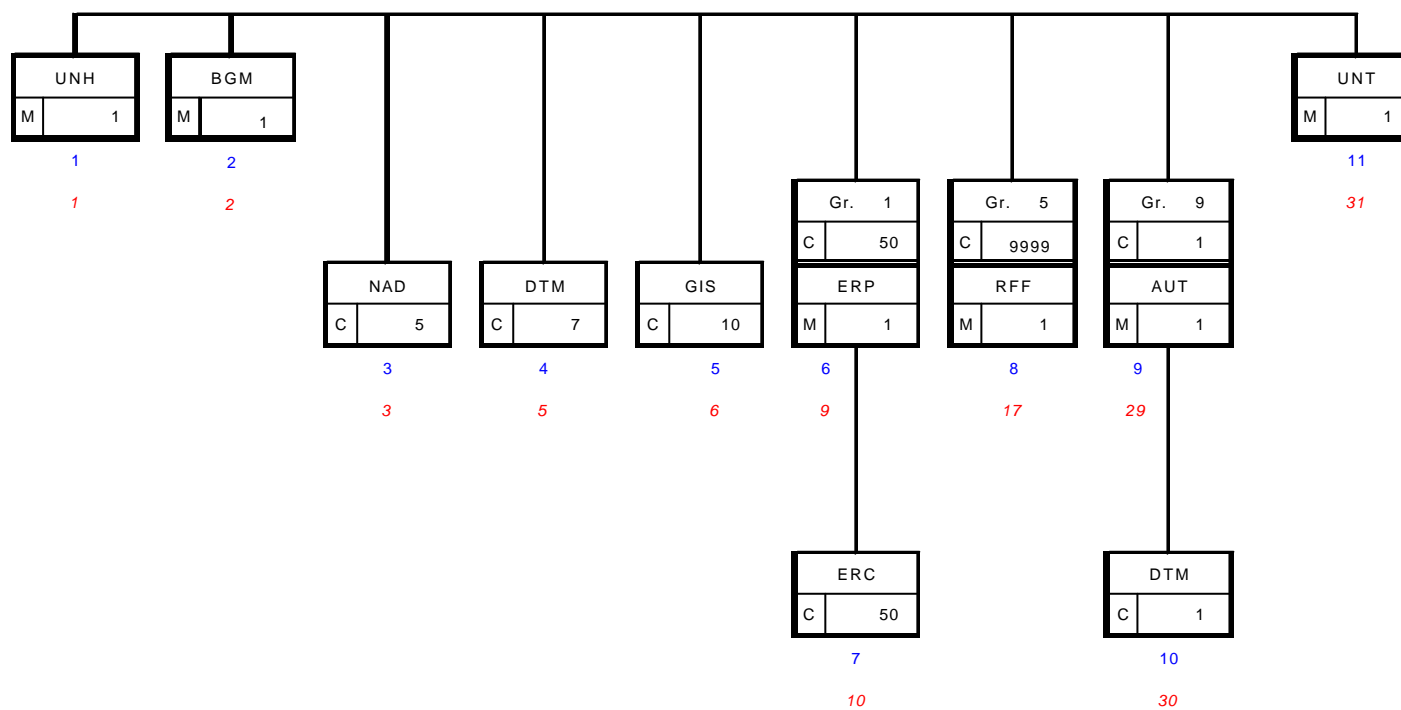 UNH
BGM
UNT
M 1
M 1
M 1
1
2
11
1
2
31
Gr. 1
Gr. 5
Gr. 9
C 50
C 9999
C 1
NAD
DTM
GIS
ERP
RFF
AUT
C 5
C 7
C 10
M 1
M 1
M 1
3
4
5
6
8
9
3
5
6
9
17
29
ERC
DTM
C 50
C 1
7
10
10
30